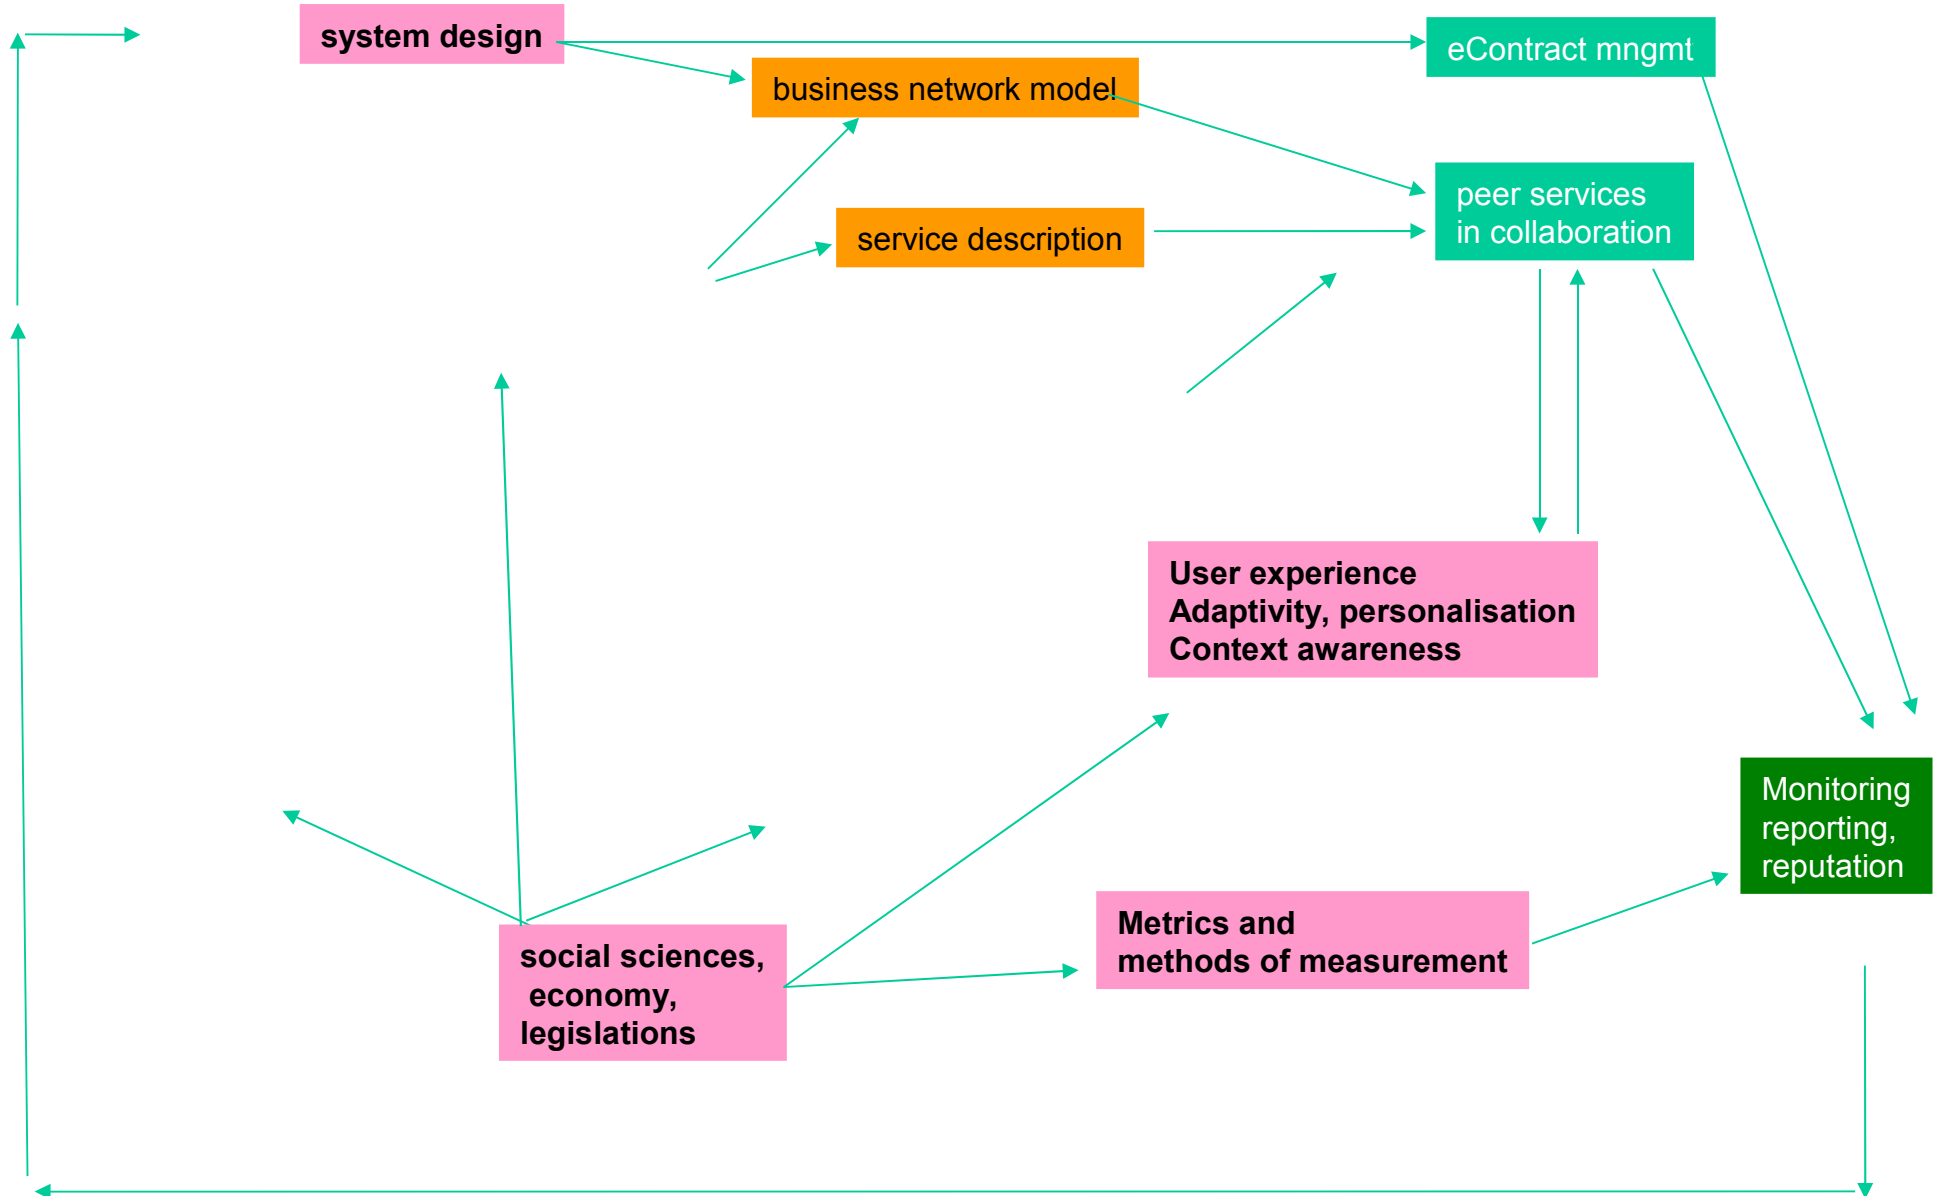 system design
eContract mngmt
business network model
peer services
in collaboration
service description
User experience
Adaptivity, personalisation
Context awareness
Monitoring
reporting,
reputation
Metrics and
methods of measurement
social sciences,
economy,
legislations